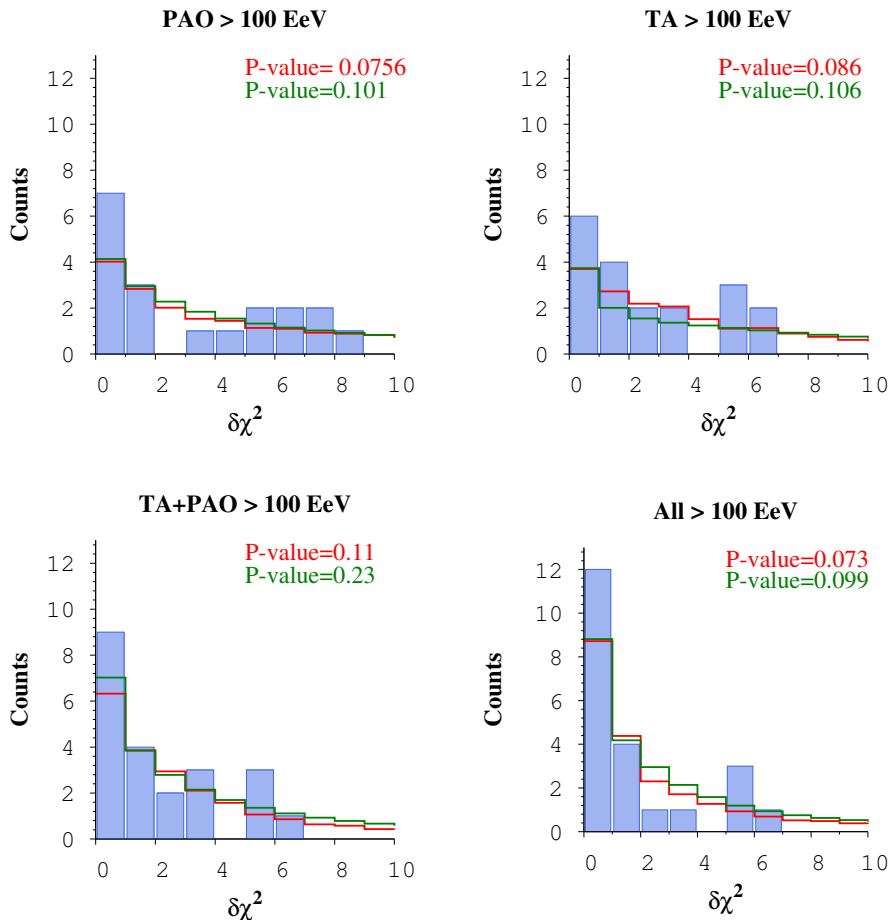 PAO > 100 EeV
P-value= 0.0756
P-value=0.101
Counts
12
10
8
6
4
2
0
0 2 4 6 8 10
δχ²
TA > 100 EeV
P-value=0.086
P-value=0.106
Counts
12
10
8
6
4
2
0
0 2 4 6 8 10
δχ²
TA+PAO > 100 EeV
P-value=0.11
P-value=0.23
Counts
12
10
8
6
4
2
0
0 2 4 6 8 10
δχ²
All > 100 EeV
P-value=0.073
P-value=0.099
Counts
12
10
8
6
4
2
0
0 2 4 6 8 10
δχ²